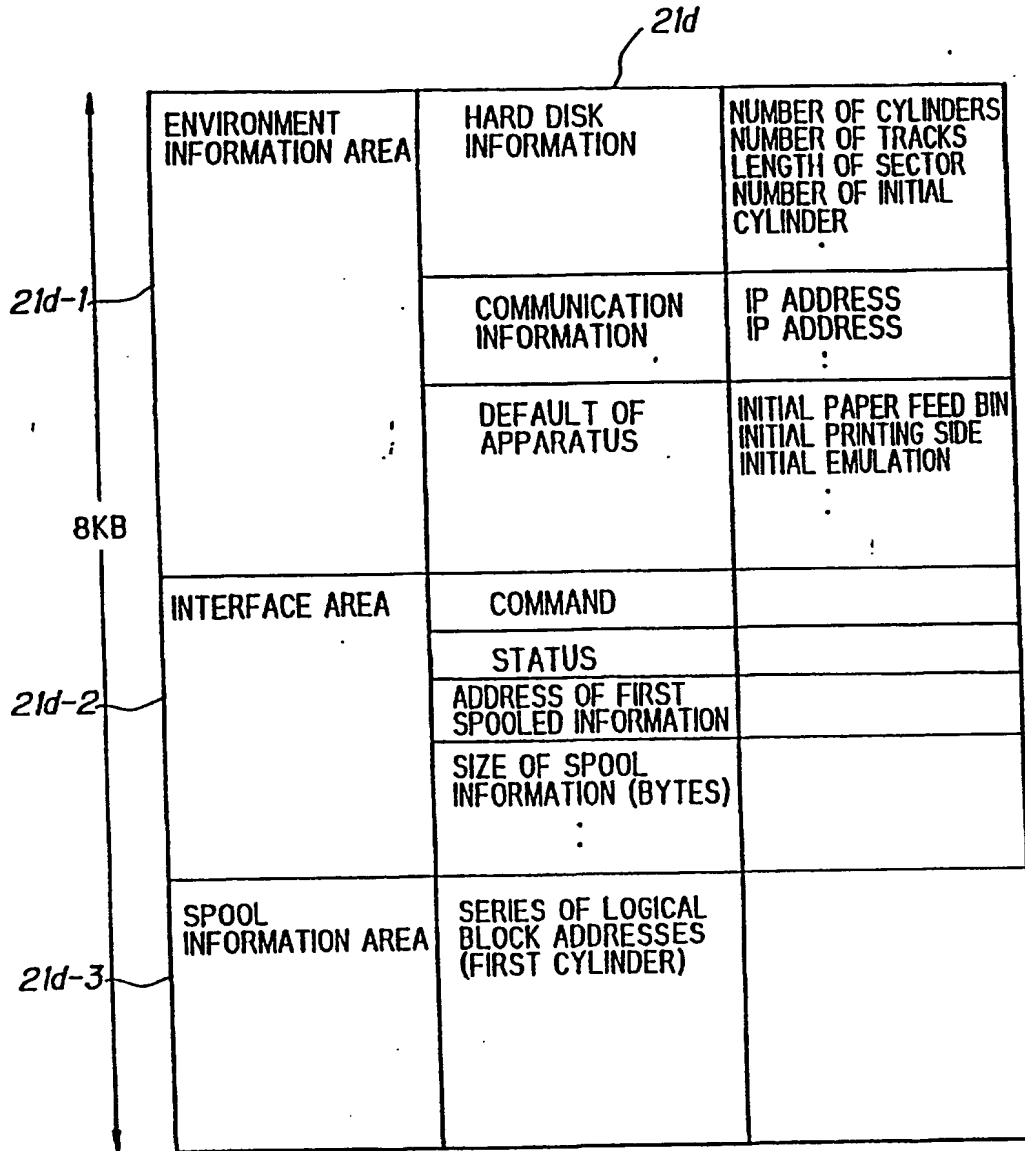 21d
ENVIRONMENT
INFORMATION AREA
HARD DISK
INFORMATION
NUMBER OF CYLINDERS
NUMBER OF TRACKS
LENGTH OF SECTOR
NUMBER OF INITIAL
CYLINDER
21d-1
COMMUNICATION
INFORMATION
IP ADDRESS
IP ADDRESS
DEFAULT OF
APPARATUS
INITIAL PAPER FEED BIN
INITIAL PRINTING SIDE
INITIAL EMULATION
8KB
INTERFACE AREA
COMMAND
STATUS
21d-2
ADDRESS OF FIRST
SPOOLED INFORMATION
SIZE OF SPOOL
INFORMATION (BYTES)
SPOOL
INFORMATION AREA
SERIES OF LOGICAL
BLOCK ADDRESSES
(FIRST CYLINDER)
21d-3